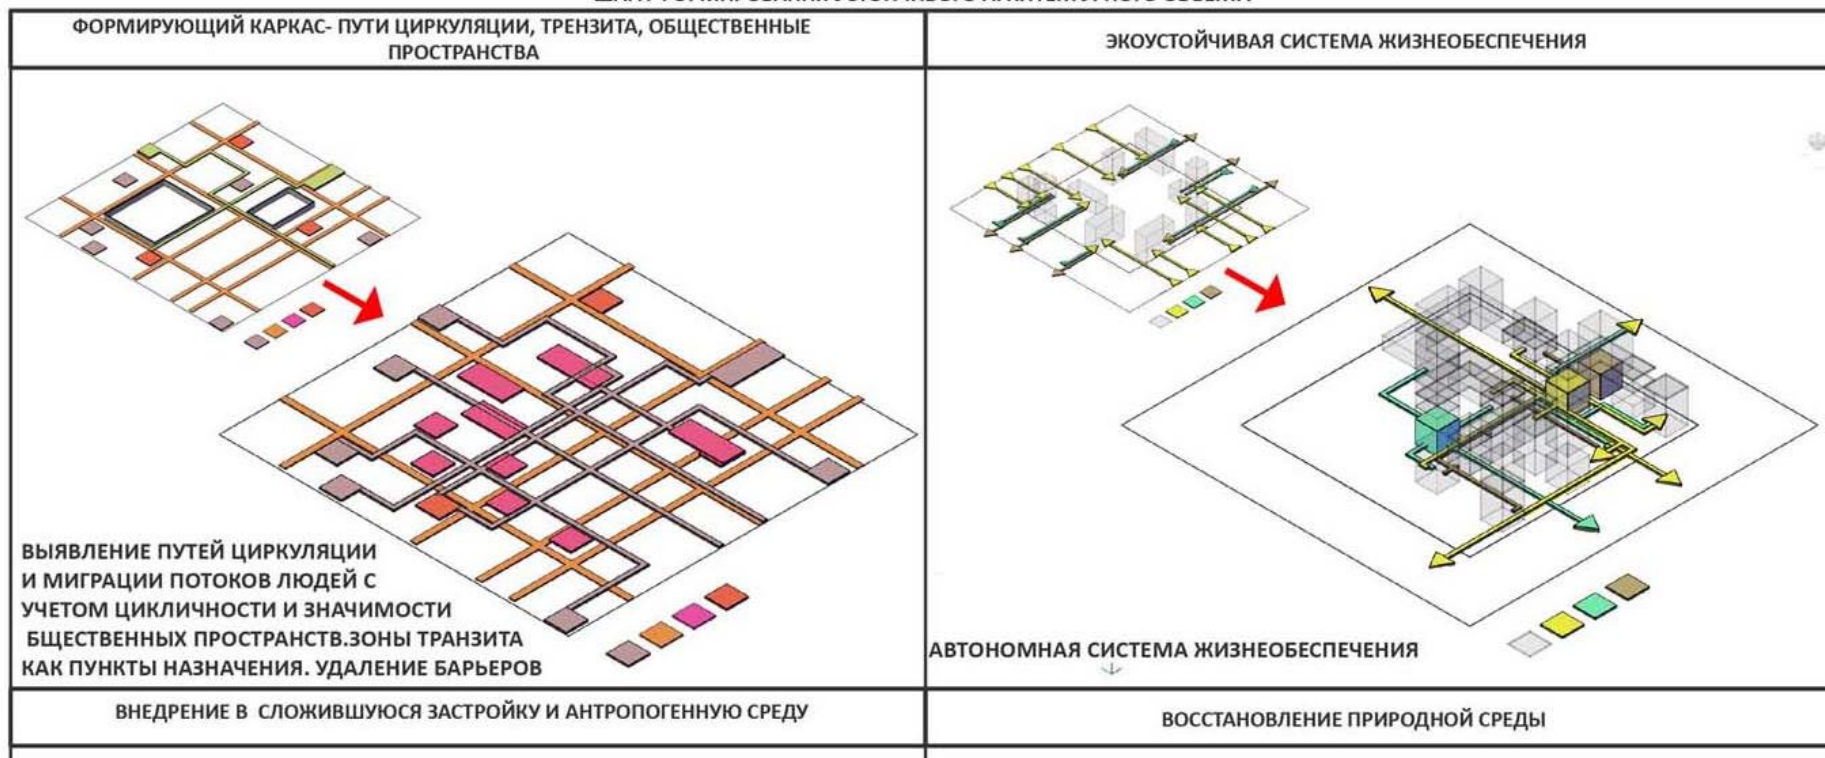 ФОРМИРУЮЩИЙ КАРКАС- ПУТИ ЦИРКУЛЯЦИИ, ТРЕНЗИТА, ОБЩЕСТВЕННЫЕ
ПРОСТРАНСТВА
ЭКОУСТОЙЧИВАЯ СИСТЕМА ЖИЗНЕОБЕСПЕЧЕНИЯ
ВЫЯВЛЕНИЕ ПУТЕЙ ЦИРКУЛЯЦИИ
И МИГРАЦИИ ПОТОКОВ ЛЮДЕЙ С
УЧЕТОМ ЦИКЛИЧНОСТИ И ЗНАЧИМОСТИ
БЩЕСТВЕННЫХ ПРОСТРАНСТВ.ЗОНЫ ТРАНЗИТА
КАК ПУНКТЫ НАЗНАЧЕНИЯ. УДАЛЕНИЕ БАРЬЕРОВ
АВТОНОМНАЯ СИСТЕМА ЖИЗНЕОБЕСПЕЧЕНИЯ
ВНЕДРЕНИЕ В СЛОЖИВШУЮСЯ ЗАСТРОЙКУ И АНТРОПОГЕННУЮ СРЕДУ
ВОССТАНОВЛЕНИЕ ПРИРОДНОЙ СРЕДЫ